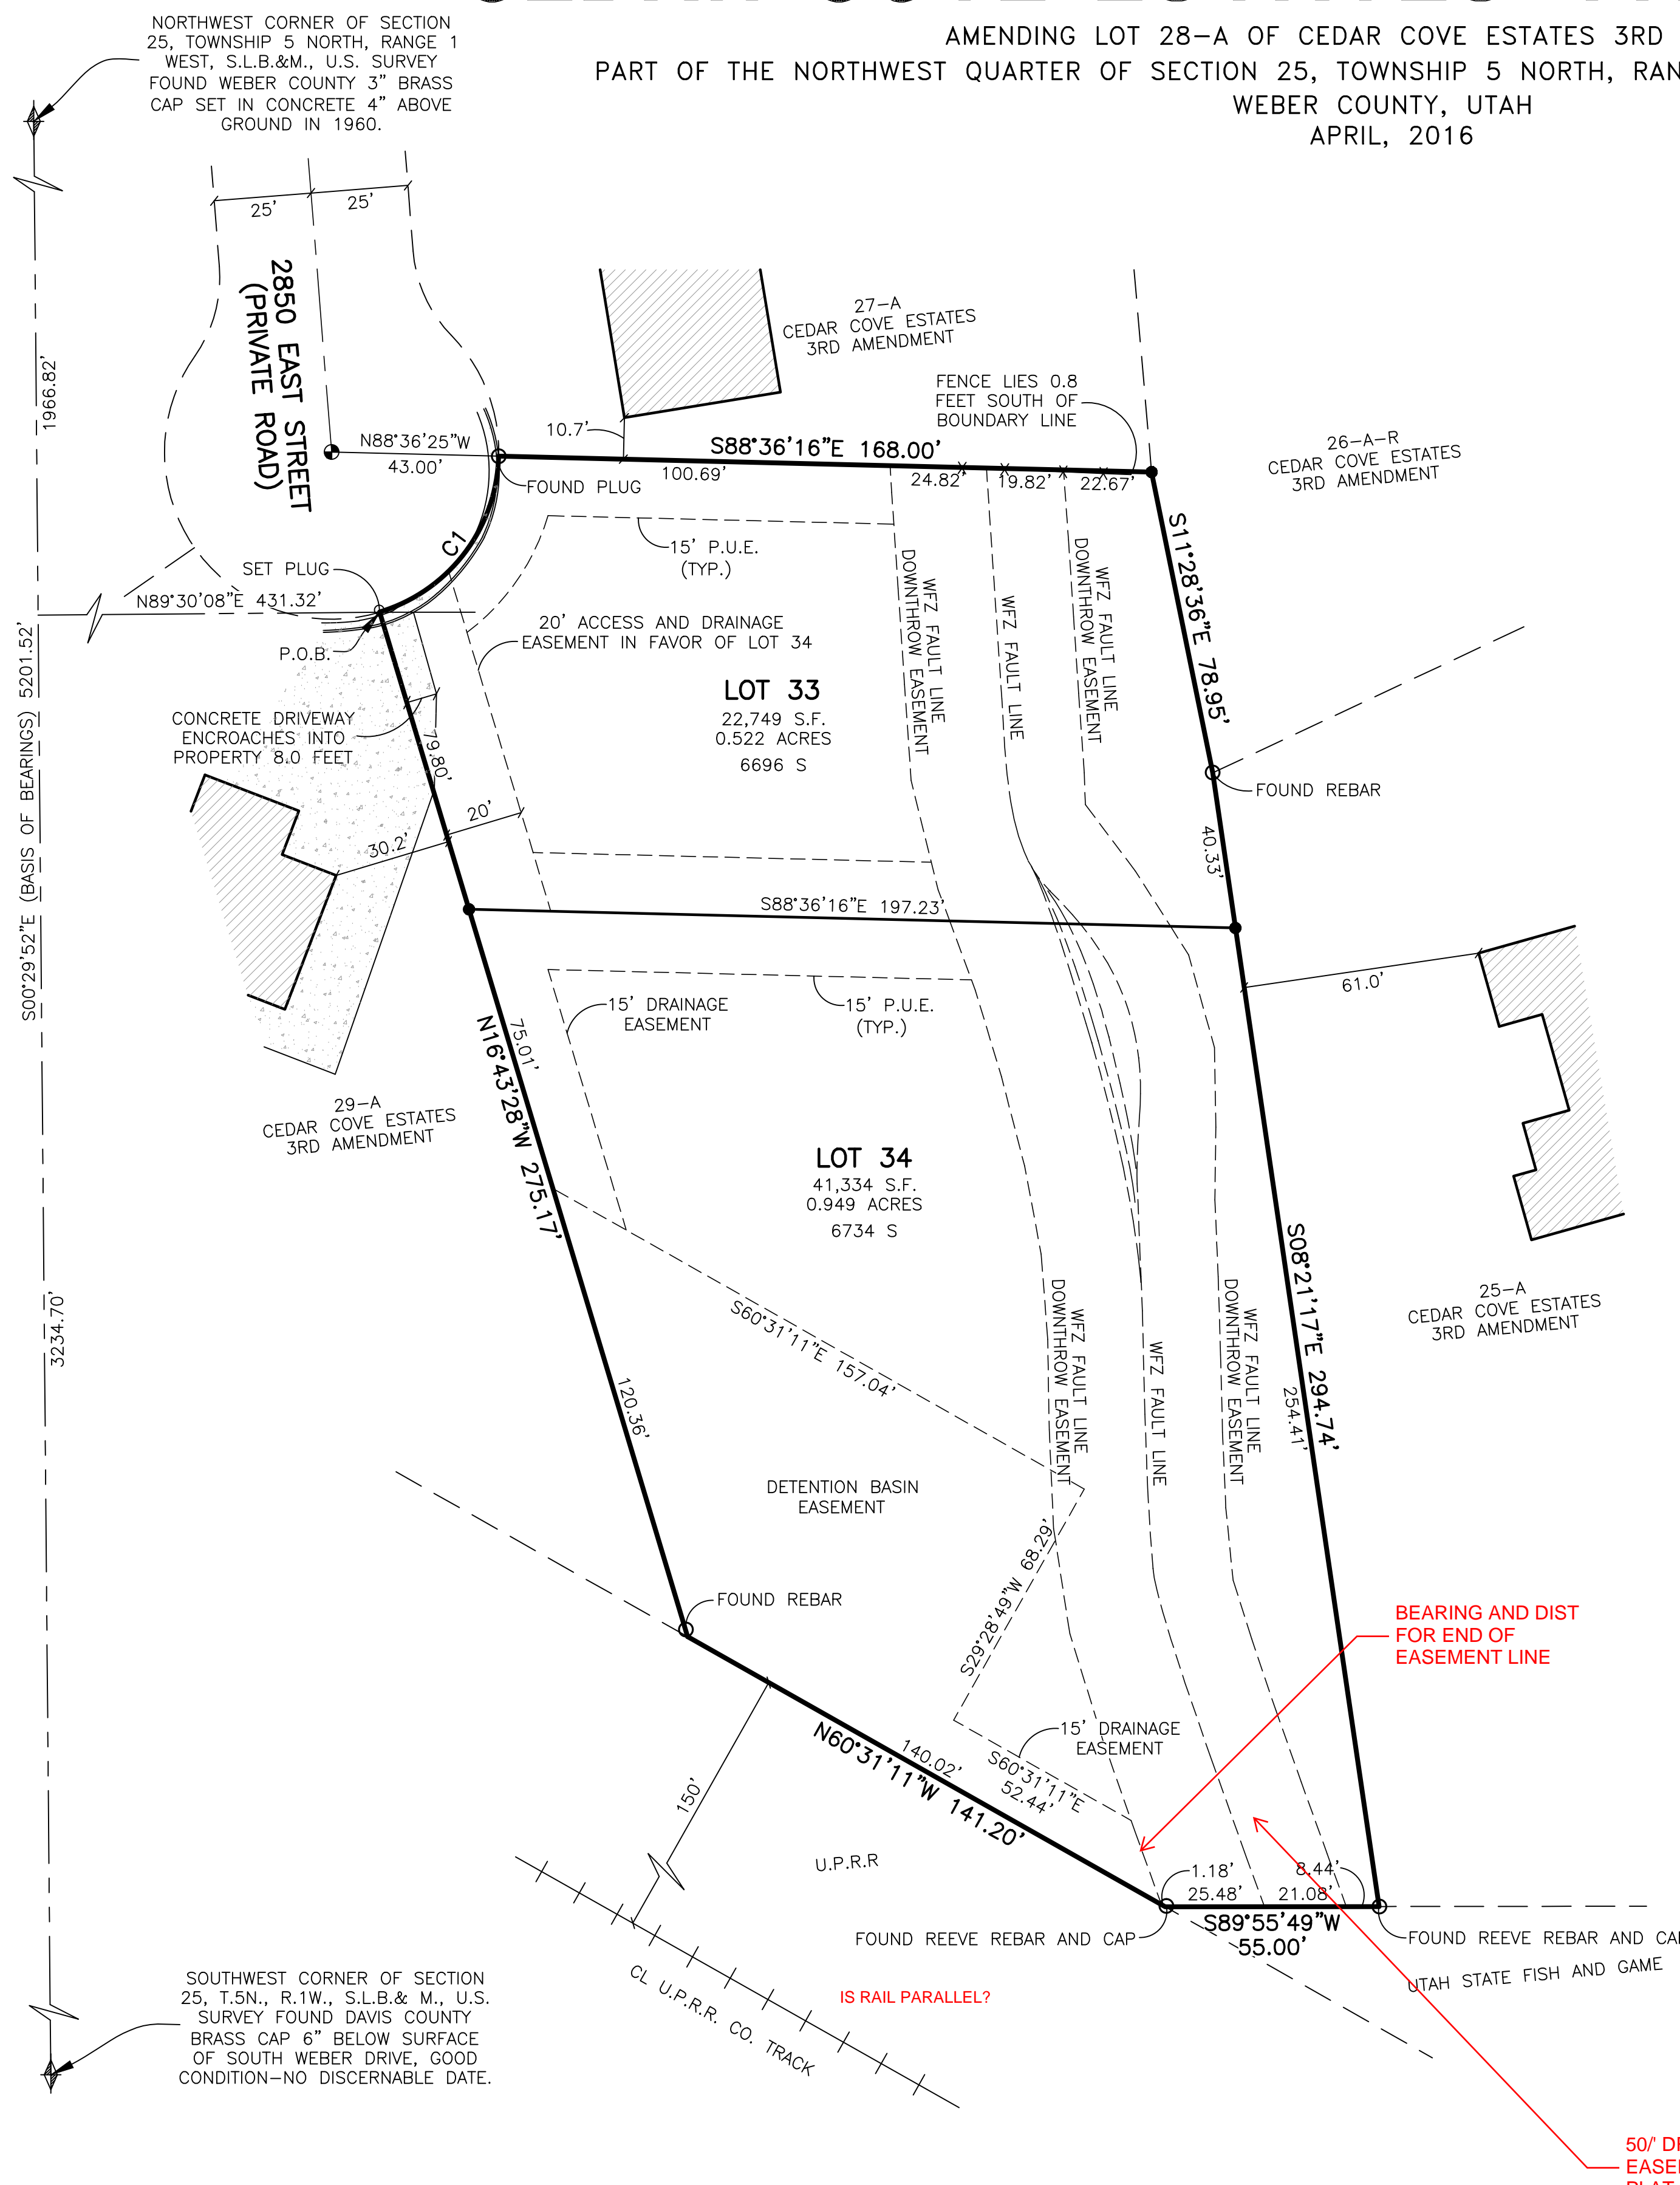 AMENDING LOT 28-A OF CEDAR COVE ESTATES 3RD
PART OF THE NORTHWEST QUARTER OF SECTION 25, TOWNSHIP 5 NORTH,
WEBER COUNTY, UTAH
APRIL, 2016
NORTHWEST CORNER OF SECTION
25, TOWNSHIP 5 NORTH, RANGE 1
WEST, S.L.B.&M., U.S. SURVEY
FOUND WEBER COUNTY 3" BRASS
CAP SET IN CONCRETE 4" ABOVE
GROUND IN 1960.
25'
25'
2850 EAST STREET
(PRIVATE ROAD)
1966.82'
S00°29'52"E (BASIS OF BEARINGS) 5201.52'
3234.70'
27-A
CEDAR COVE ESTATES
3RD AMENDMENT
FENCE LIES 0.8
FEET SOUTH OF
BOUNDARY LINE
26-A-R
CEDAR COVE ESTATES
3RD AMENDMENT
N88°36'25"W
43.00'
10.7'
S88°36'16"E 168.00'
100.69'
24.82'
19.82'
22.67'
FOUND PLUG
C1
15' P.U.E.
(TYP.)
SET PLUG
N89°30'08"E 431.32'
P.O.B.
20' ACCESS AND DRAINAGE
EASEMENT IN FAVOR OF LOT 34
WFZ FAULT LINE
DOWNTHROW EASEMENT
WFZ FAULT LINE
WFZ FAULT LINE
DOWNTHROW EASEMENT
S11°28'36"E 78.95'
LOT 33
22,749 S.F.
0.522 ACRES
6696 S
CONCRETE DRIVEWAY
ENCROACHES INTO
PROPERTY 8.0 FEET
79.80'
20'
30.2'
FOUND REBAR
40.33'
S88°36'16"E 197.23'
61.0'
15' DRAINAGE
EASEMENT
15' P.U.E.
(TYP.)
75.01'
N16°43'28"W 275.17'
29-A
CEDAR COVE ESTATES
3RD AMENDMENT
LOT 34
41,334 S.F.
0.949 ACRES
6734 S
S60°31'11"E 157.04'
WFZ FAULT LINE
DOWNTHROW EASEMENT
WFZ FAULT LINE
WFZ FAULT LINE
DOWNTHROW EASEMENT
S08°21'17"E 294.74'
254.41'
25-A
CEDAR COVE ESTATES
3RD AMENDMENT
120.36'
DETENTION BASIN
EASEMENT
S29°28'49"W 68.29'
FOUND REBAR
BEARING AND DIST
FOR END OF
EASEMENT LINE
15' DRAINAGE
EASEMENT
S60°31'11"E
52.44'
140.02'
N60°31'11"W 141.20'
150'
U.P.R.R
1.18'
8.44'
25.48'
21.08'
S89°55'49"W
55.00'
FOUND REEVE REBAR AND CAP
FOUND REEVE REBAR AND
UTAH STATE FISH AND GAME
CL U.P.R.R. CO. TRACK
IS RAIL PARALLEL?
SOUTHWEST CORNER OF SECTION
25, T.5N., R.1W., S.L.B.& M., U.S.
SURVEY FOUND DAVIS COUNTY
BRASS CAP 6" BELOW SURFACE
OF SOUTH WEBER DRIVE, GOOD
CONDITION-NO DISCERNABLE DATE.
50/'